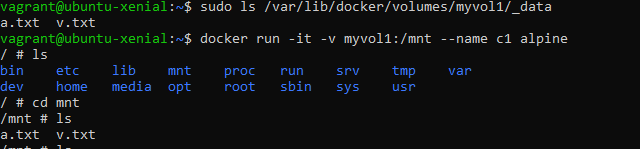 vagrant@ubuntu-xenial:~$ sudo ls /var/lib/docker/volumes/myvol1/_data
a.txt  v.txt
vagrant@ubuntu-xenial:~$ docker run -it -v myvol1:/mnt --name c1 alpine
/ # ls
bin    etc    lib    mnt    proc   run    srv    tmp    var
dev    home   media  opt    root   sbin   sys    usr
/ # cd mnt
/mnt # ls
a.txt  v.txt
/mnt # ls